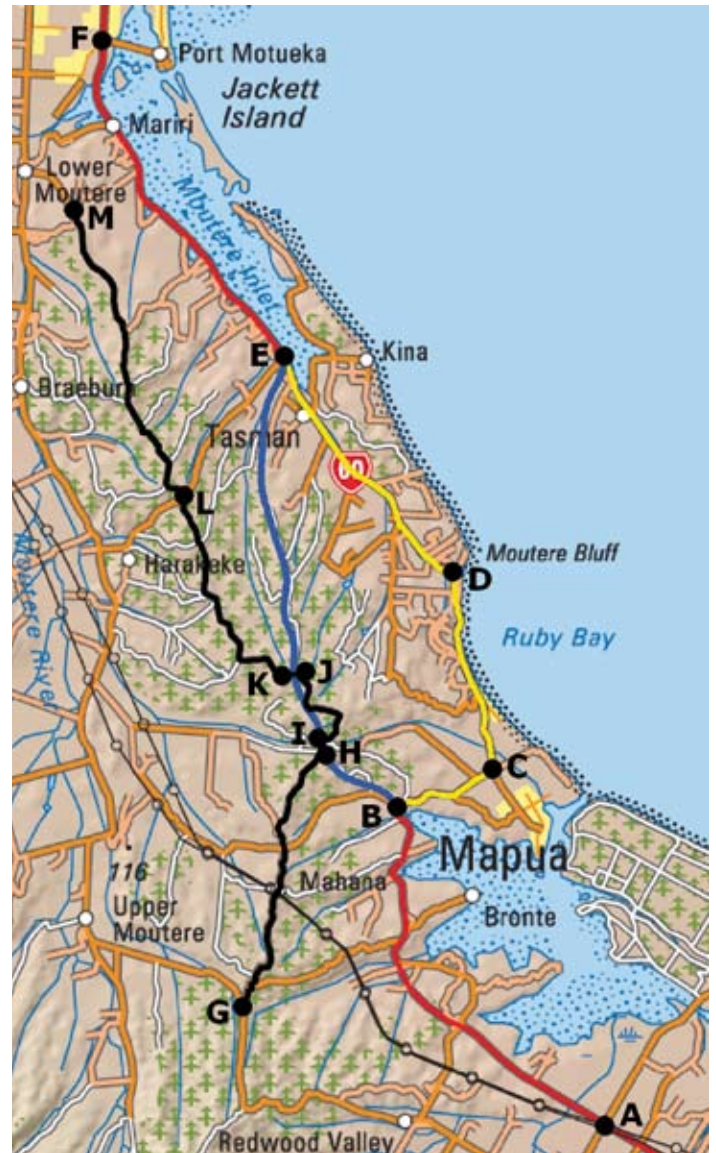 F
Port Motueka
Jackett
Island
Mariri
Lower
Moutere
M
Moutere Inlet
E
Kina
Braeburn
Tasman
60
L
Moutere Bluff
D
Harakeke
Ruby Bay
Moutere River
K
J
I
H
C
B
Mapua
116
Mahana
Upper
Moutere
Bronte
G
A
Redwood Valley